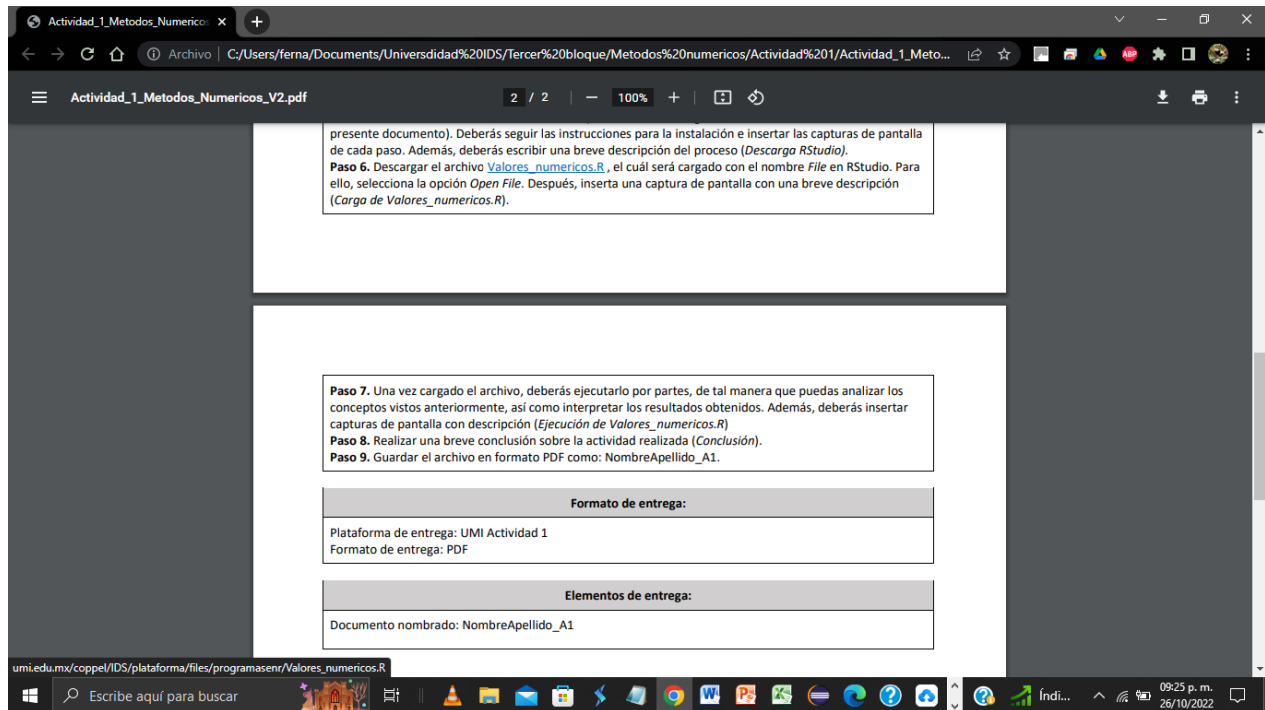 Actividad_1_Metodos_Numericos
Archivo
C:/Users/ferna/Documents/Universdidad%20IDS/Tercer%20bloque/Metodos%20numericos/Actividad%201/Actividad_1_Meto...
ABP
Actividad_1_Metodos_Numericos_V2.pdf
2 / 2
100%
presente documento). Deberás seguir las instrucciones para la instalación e insertar las capturas de pantalla
de cada paso. Además, deberás escribir una breve descripción del proceso (Descarga RStudio).
Paso 6. Descargar el archivo Valores_numericos.R , el cuál será cargado con el nombre File en RStudio. Para
ello, selecciona la opción Open File. Después, inserta una captura de pantalla con una breve descripción
(Carga de Valores_numericos.R).
Paso 7. Una vez cargado el archivo, deberás ejecutarlo por partes, de tal manera que puedas analizar los
conceptos vistos anteriormente, así como interpretar los resultados obtenidos. Además, deberás insertar
capturas de pantalla con descripción (Ejecución de Valores_numericos.R)
Paso 8. Realizar una breve conclusión sobre la actividad realizada (Conclusión).
Paso 9. Guardar el archivo en formato PDF como: NombreApellido_A1.
Formato de entrega:
Plataforma de entrega: UMI Actividad 1
Formato de entrega: PDF
Elementos de entrega:
Documento nombrado: NombreApellido_A1
umi.edu.mx/coppel/IDS/plataforma/files/programasenr/Valores_numericos.R
Escribe aquí para buscar
Índi...
09:25 p. m.
26/10/2022